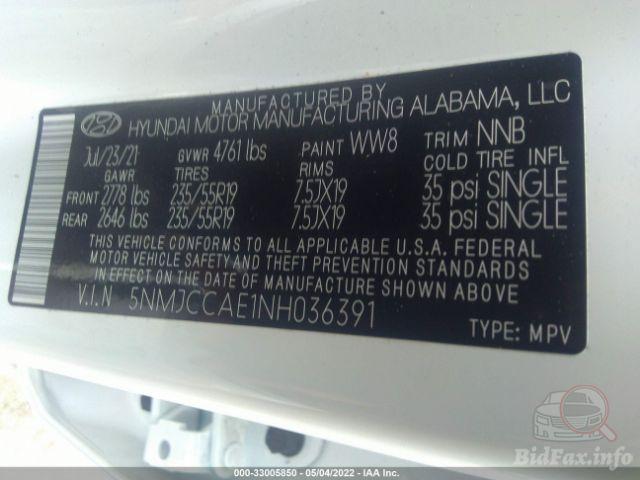 MANUFACTURED BY
HYUNDAI MOTOR MANUFACTURING ALABAMA, LLC
Jul/23/21 GVWR 4761 lbs PAINT WW8 TRIM NNB
GAWR TIRES RIMS COLD TIRE INFL
FRONT 2778 lbs 235/55R19 7.5JX19 35 psi SINGLE
REAR 2646 lbs 235/55R19 7.5JX19 35 psi SINGLE
THIS VEHICLE CONFORMS TO ALL APPLICABLE U.S.A. FEDERAL
MOTOR VEHICLE SAFETY AND THEFT PREVENTION STANDARDS
IN EFFECT ON THE DATE OF MANUFACTURE SHOWN ABOVE
V.I.N 5NMJCCAE1NH036391
TYPE: MPV
000-33005850 - 05/04/2022 - IAA Inc.
BidFax.info